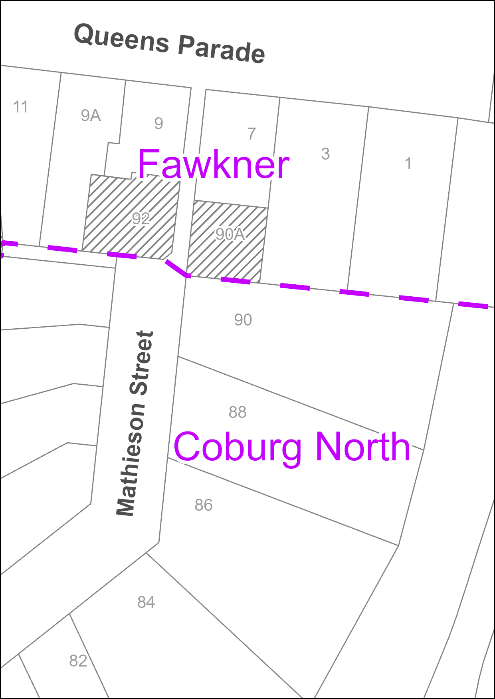 Queens Parade
11
9A
9
7
3
1
Fawkner
92
90A
90
Mathieson Street
88
Coburg North
86
84
82